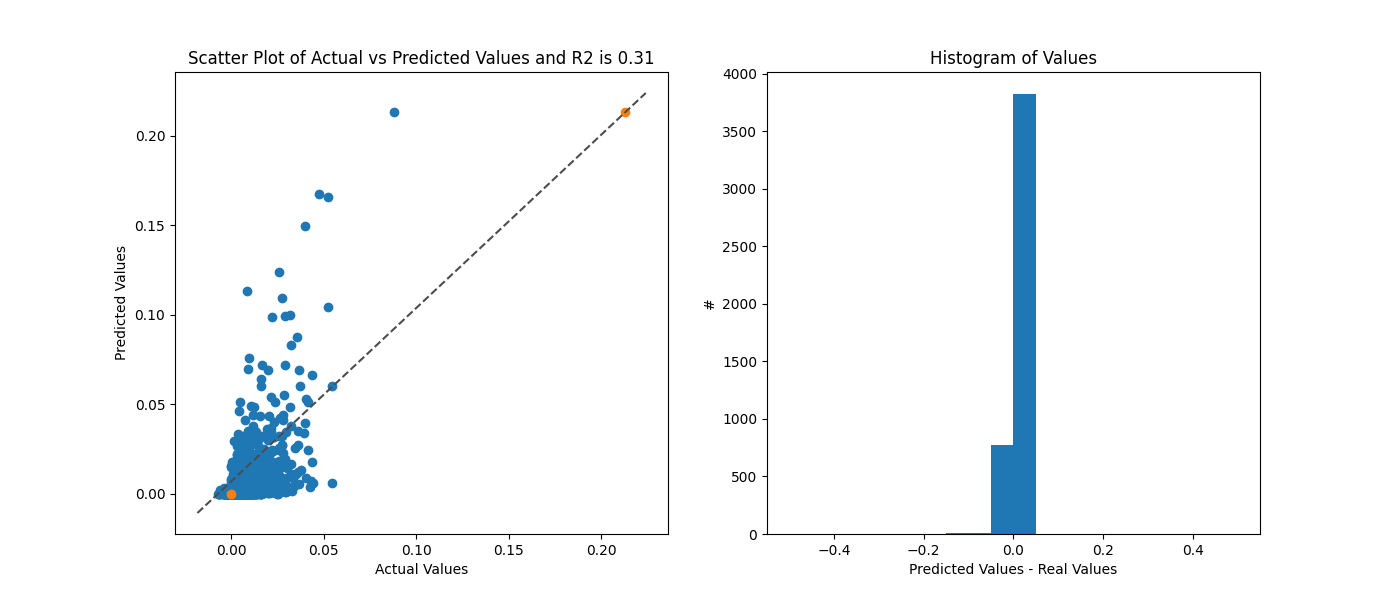 Scatter Plot of Actual vs Predicted Values and R2 is 0.31
Predicted Values
0.20
0.15
0.10
0.05
0.00
0.00 0.05 0.10 0.15 0.20
Actual Values
Histogram of Values
#
4000
3500
3000
2500
2000
1500
1000
500
0
−0.4 −0.2 0.0 0.2 0.4
Predicted Values - Real Values